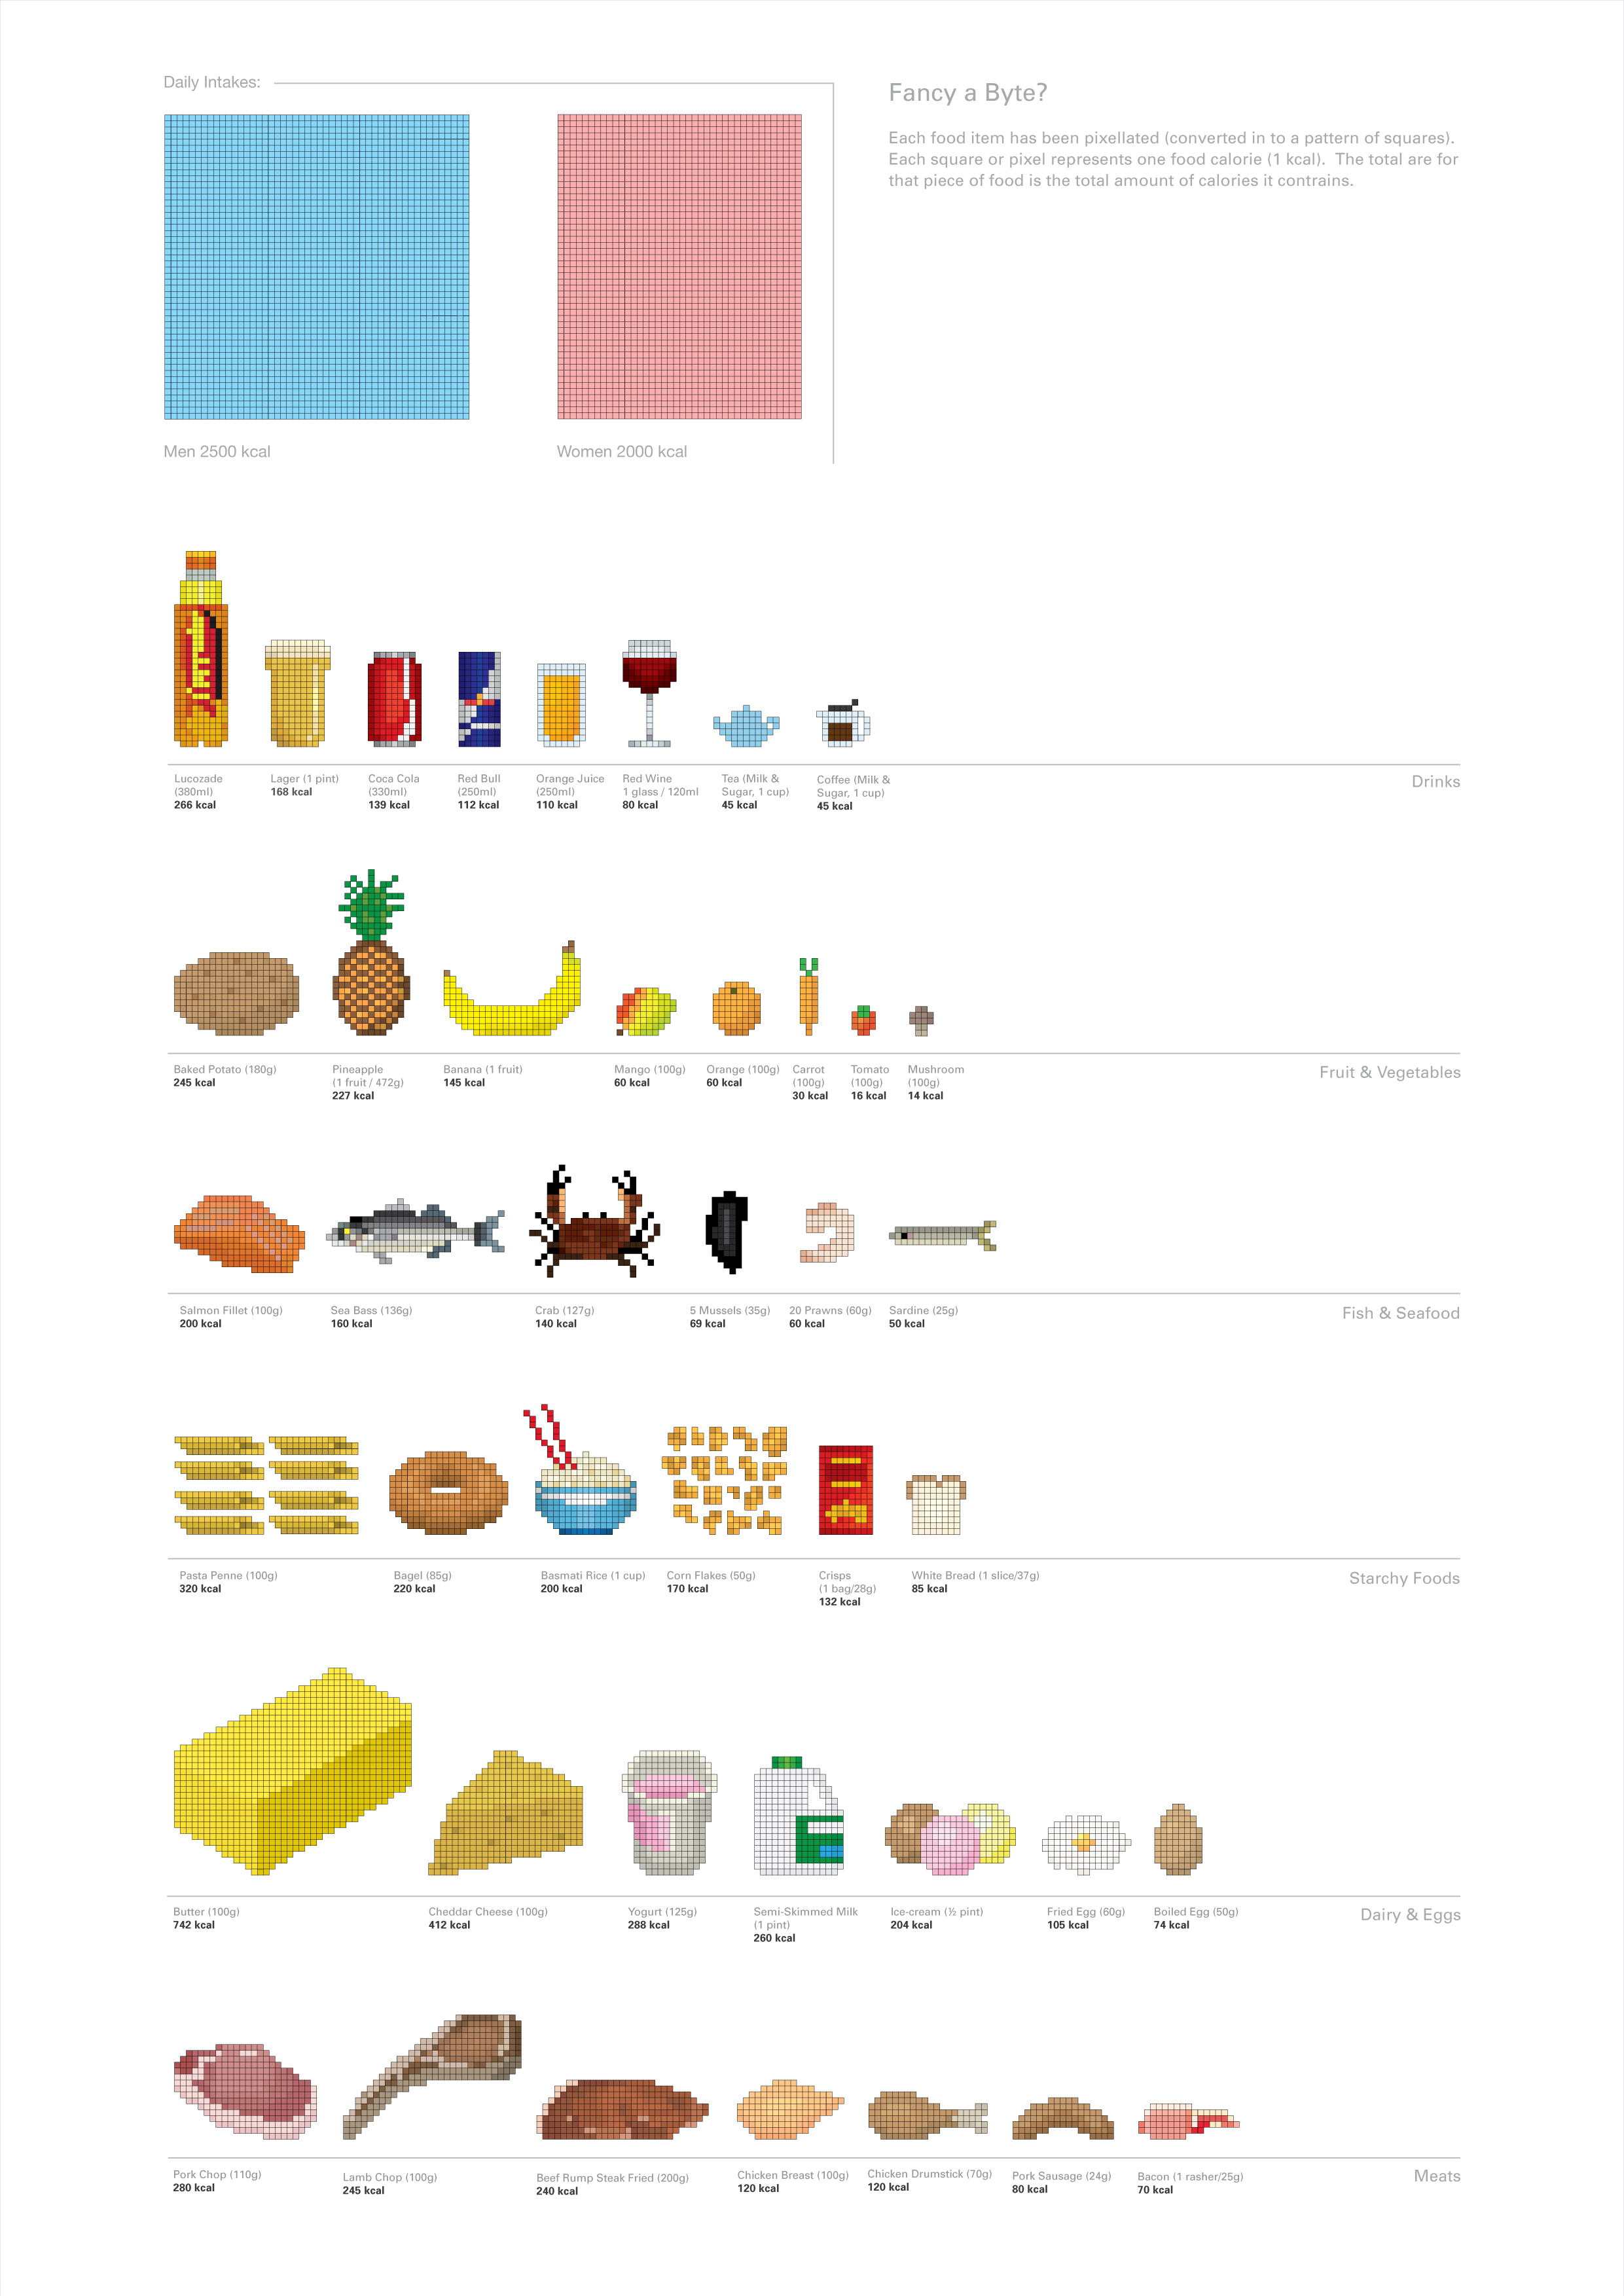 Daily Intakes:
Men 2500 kcal
Women 2000 kcal
Fancy a Byte?
Each food item has been pixellated (converted in to a pattern of squares).
Each square or pixel represents one food calorie (1 kcal).  The total are for
that piece of food is the total amount of calories it contrains.
Lucozade
(380ml)
266 kcal
Lager (1 pint)
168 kcal
Coca Cola
(330ml)
139 kcal
Red Bull
(250ml)
112 kcal
Orange Juice
(250ml)
110 kcal
Red Wine
1 glass / 120ml
80 kcal
Tea (Milk &
Sugar, 1 cup)
45 kcal
Coffee (Milk &
Sugar, 1 cup)
45 kcal
Drinks
Baked Potato (180g)
245 kcal
Pineapple
(1 fruit / 472g)
227 kcal
Banana (1 fruit)
145 kcal
Mango (100g)
60 kcal
Orange (100g)
60 kcal
Carrot
(100g)
30 kcal
Tomato
(100g)
16 kcal
Mushroom
(100g)
14 kcal
Fruit & Vegetables
Salmon Fillet (100g)
200 kcal
Sea Bass (136g)
160 kcal
Crab (127g)
140 kcal
5 Mussels (35g)
69 kcal
20 Prawns (60g)
60 kcal
Sardine (25g)
50 kcal
Fish & Seafood
Pasta Penne (100g)
320 kcal
Bagel (85g)
220 kcal
Basmati Rice (1 cup)
200 kcal
Corn Flakes (50g)
170 kcal
Crisps
(1 bag/28g)
132 kcal
White Bread (1 slice/37g)
85 kcal
Starchy Foods
Butter (100g)
742 kcal
Cheddar Cheese (100g)
412 kcal
Yogurt (125g)
288 kcal
Semi-Skimmed Milk
(1 pint)
260 kcal
Ice-cream (½ pint)
204 kcal
Fried Egg (60g)
105 kcal
Boiled Egg (50g)
74 kcal
Dairy & Eggs
Pork Chop (110g)
280 kcal
Lamb Chop (100g)
245 kcal
Beef Rump Steak Fried (200g)
240 kcal
Chicken Breast (100g)
120 kcal
Chicken Drumstick (70g)
120 kcal
Pork Sausage (24g)
80 kcal
Bacon (1 rasher/25g)
70 kcal
Meats